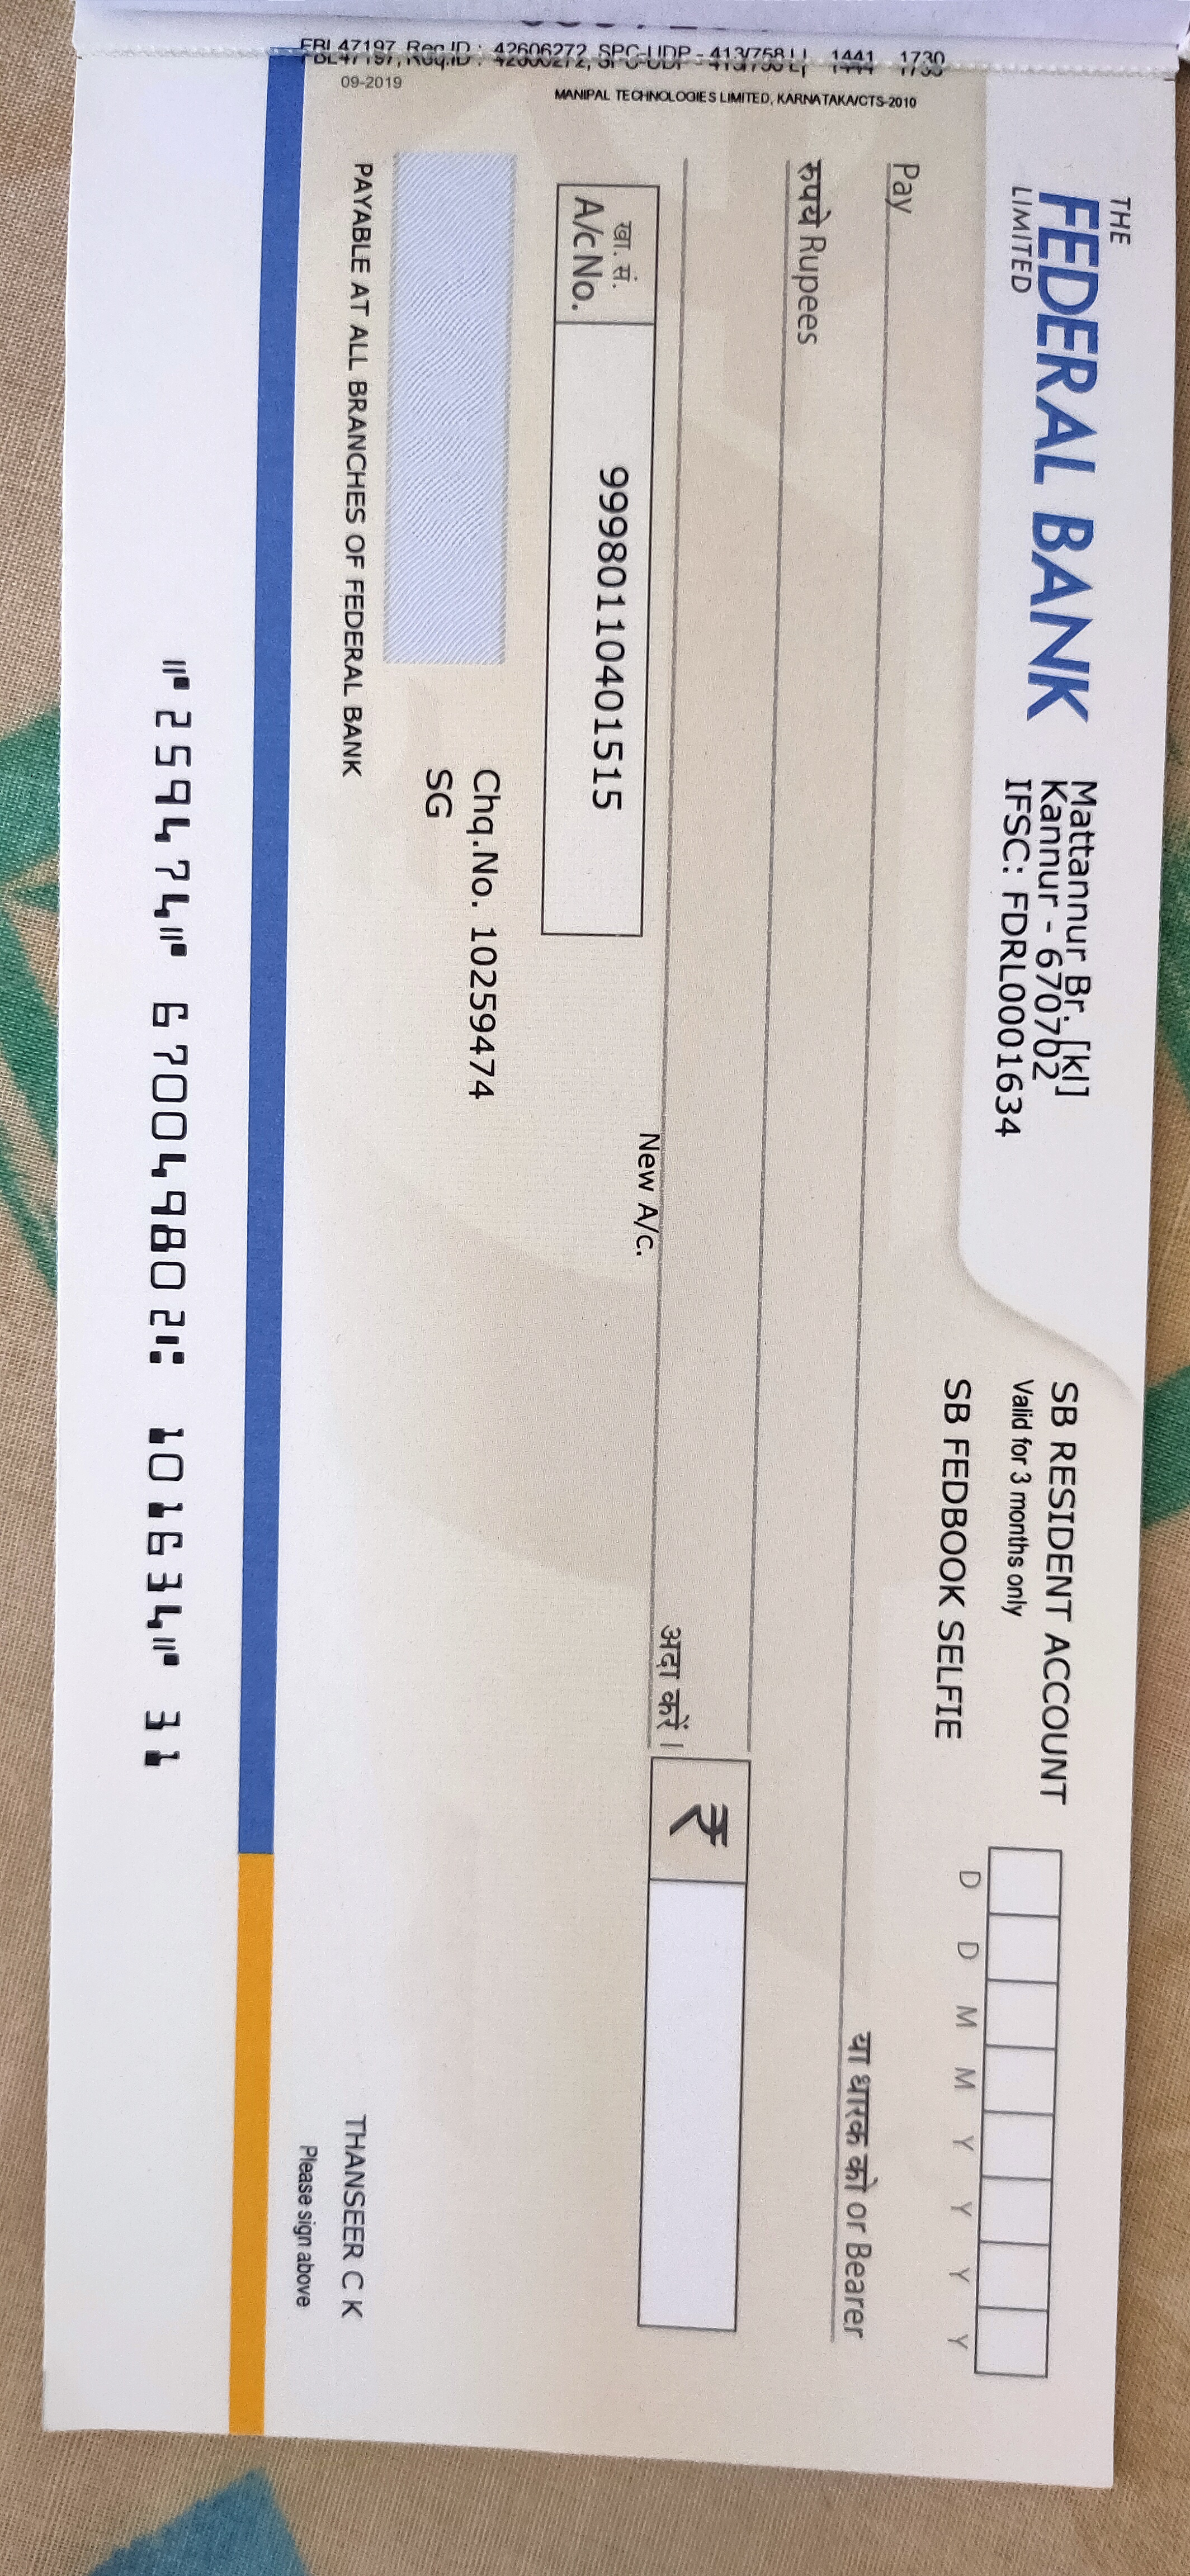 FBL47197, Req.ID : 42606272, SPC-UDP - 413/758 L, 1441 1730
09-2019
MANIPAL TECHNOLOGIES LIMITED, KARNATAKA/CTS-2010
THE
FEDERAL BANK
LIMITED
Mattannur Br. [kl]
Kannur - 670702
IFSC: FDRL0001634
SB RESIDENT ACCOUNT
Valid for 3 months only
SB FEDBOOK SELFIE
D D M M Y Y Y Y
Pay
या धारक को or Bearer
रुपये Rupees
अदा करें।
₹
खा. सं.
A/c No.
99980110401515
New A/c.
Chq.No. 10259474
SG
PAYABLE AT ALL BRANCHES OF FEDERAL BANK
THANSEER C K
Please sign above
⑈259474⑈ 670049802⑆ 101634⑈ 31